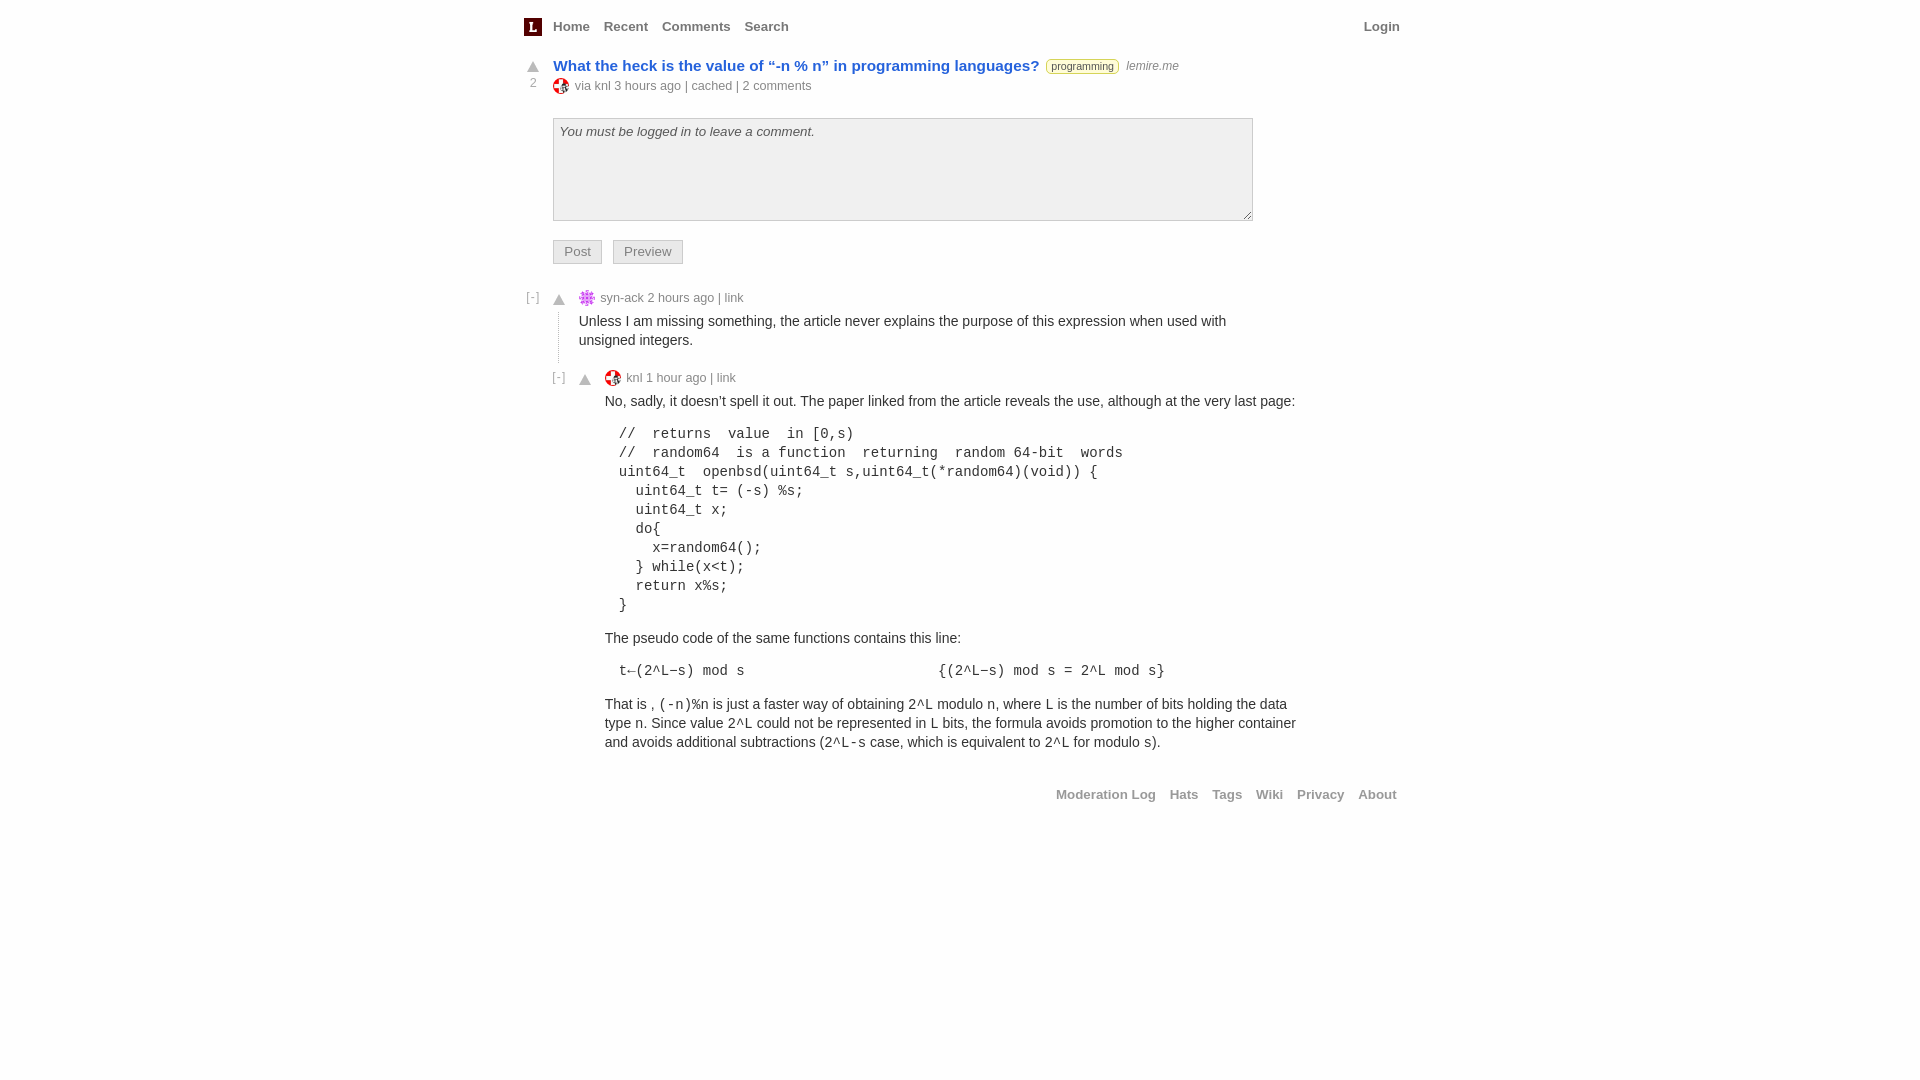 L Home Recent Comments Search Login
What the heck is the value of “-n % n” in programming languages? programming lemire.me
2 via knl 3 hours ago | cached | 2 comments
You must be logged in to leave a comment.
Post Preview
[-] syn-ack 2 hours ago | link
Unless I am missing something, the article never explains the purpose of this expression when used with
unsigned integers.
[-] knl 1 hour ago | link
No, sadly, it doesn’t spell it out. The paper linked from the article reveals the use, although at the very last page:
//  returns  value  in [0,s)
//  random64  is a function  returning  random 64-bit  words
uint64_t  openbsd(uint64_t s,uint64_t(*random64)(void)) {
  uint64_t t= (-s) %s;
  uint64_t x;
  do{
    x=random64();
  } while(x<t);
  return x%s;
}
The pseudo code of the same functions contains this line:
t←(2^L−s) mod s                       {(2^L−s) mod s = 2^L mod s}
That is , (-n)%n is just a faster way of obtaining 2^L modulo n, where L is the number of bits holding the data
type n. Since value 2^L could not be represented in L bits, the formula avoids promotion to the higher container
and avoids additional subtractions (2^L-s case, which is equivalent to 2^L for modulo s).
Moderation Log Hats Tags Wiki Privacy About